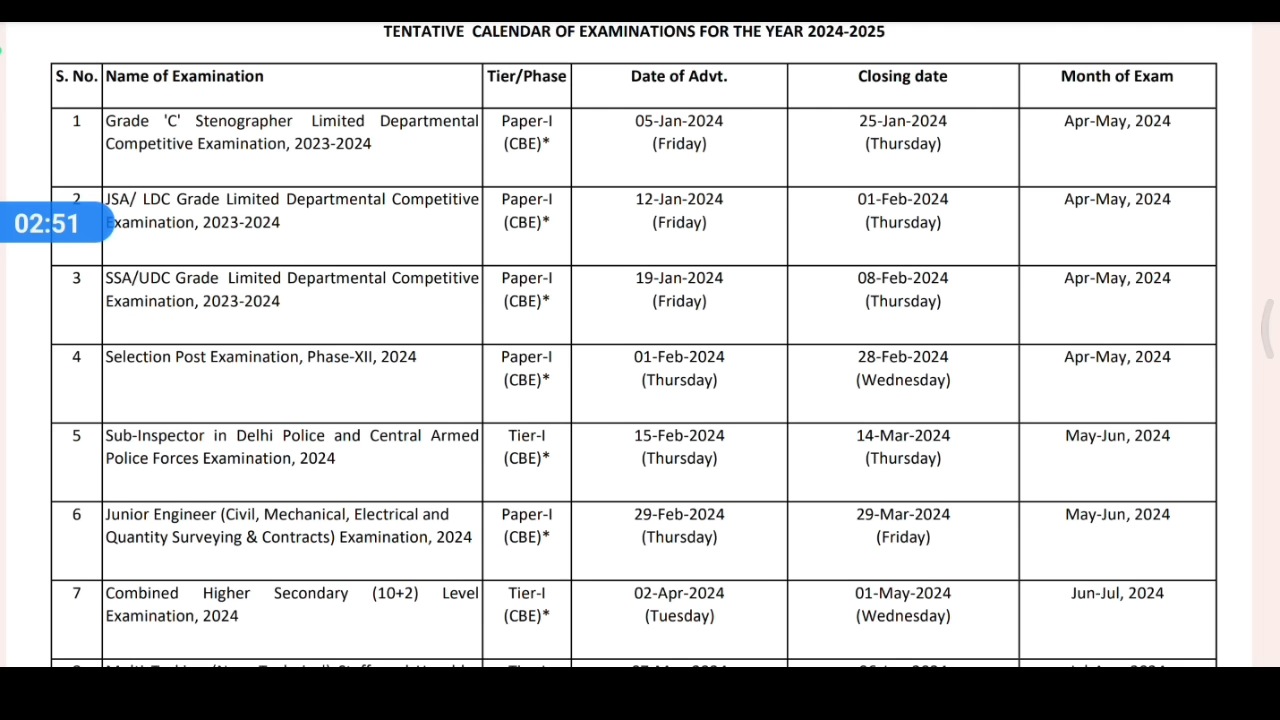 TENTATIVE CALENDAR OF EXAMINATIONS FOR THE YEAR 2024-2025
S. No. Name of Examination Tier/Phase Date of Advt. Closing date Month of Exam
1 Grade 'C' Stenographer Limited Departmental Paper-I 05-Jan-2024 25-Jan-2024 Apr-May, 2024
Competitive Examination, 2023-2024 (CBE)* (Friday) (Thursday)
2 JSA/ LDC Grade Limited Departmental Competitive Paper-I 12-Jan-2024 01-Feb-2024 Apr-May, 2024
02:51 Examination, 2023-2024 (CBE)* (Friday) (Thursday)
3 SSA/UDC Grade Limited Departmental Competitive Paper-I 19-Jan-2024 08-Feb-2024 Apr-May, 2024
Examination, 2023-2024 (CBE)* (Friday) (Thursday)
4 Selection Post Examination, Phase-XII, 2024 Paper-I 01-Feb-2024 28-Feb-2024 Apr-May, 2024
(CBE)* (Thursday) (Wednesday)
5 Sub-Inspector in Delhi Police and Central Armed Tier-I 15-Feb-2024 14-Mar-2024 May-Jun, 2024
Police Forces Examination, 2024 (CBE)* (Thursday) (Thursday)
6 Junior Engineer (Civil, Mechanical, Electrical and Paper-I 29-Feb-2024 29-Mar-2024 May-Jun, 2024
Quantity Surveying & Contracts) Examination, 2024 (CBE)* (Thursday) (Friday)
7 Combined Higher Secondary (10+2) Level Tier-I 02-Apr-2024 01-May-2024 Jun-Jul, 2024
Examination, 2024 (CBE)* (Tuesday) (Wednesday)